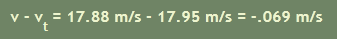 v - vt = 17.88 m/s - 17.95 m/s = -.069 m/s